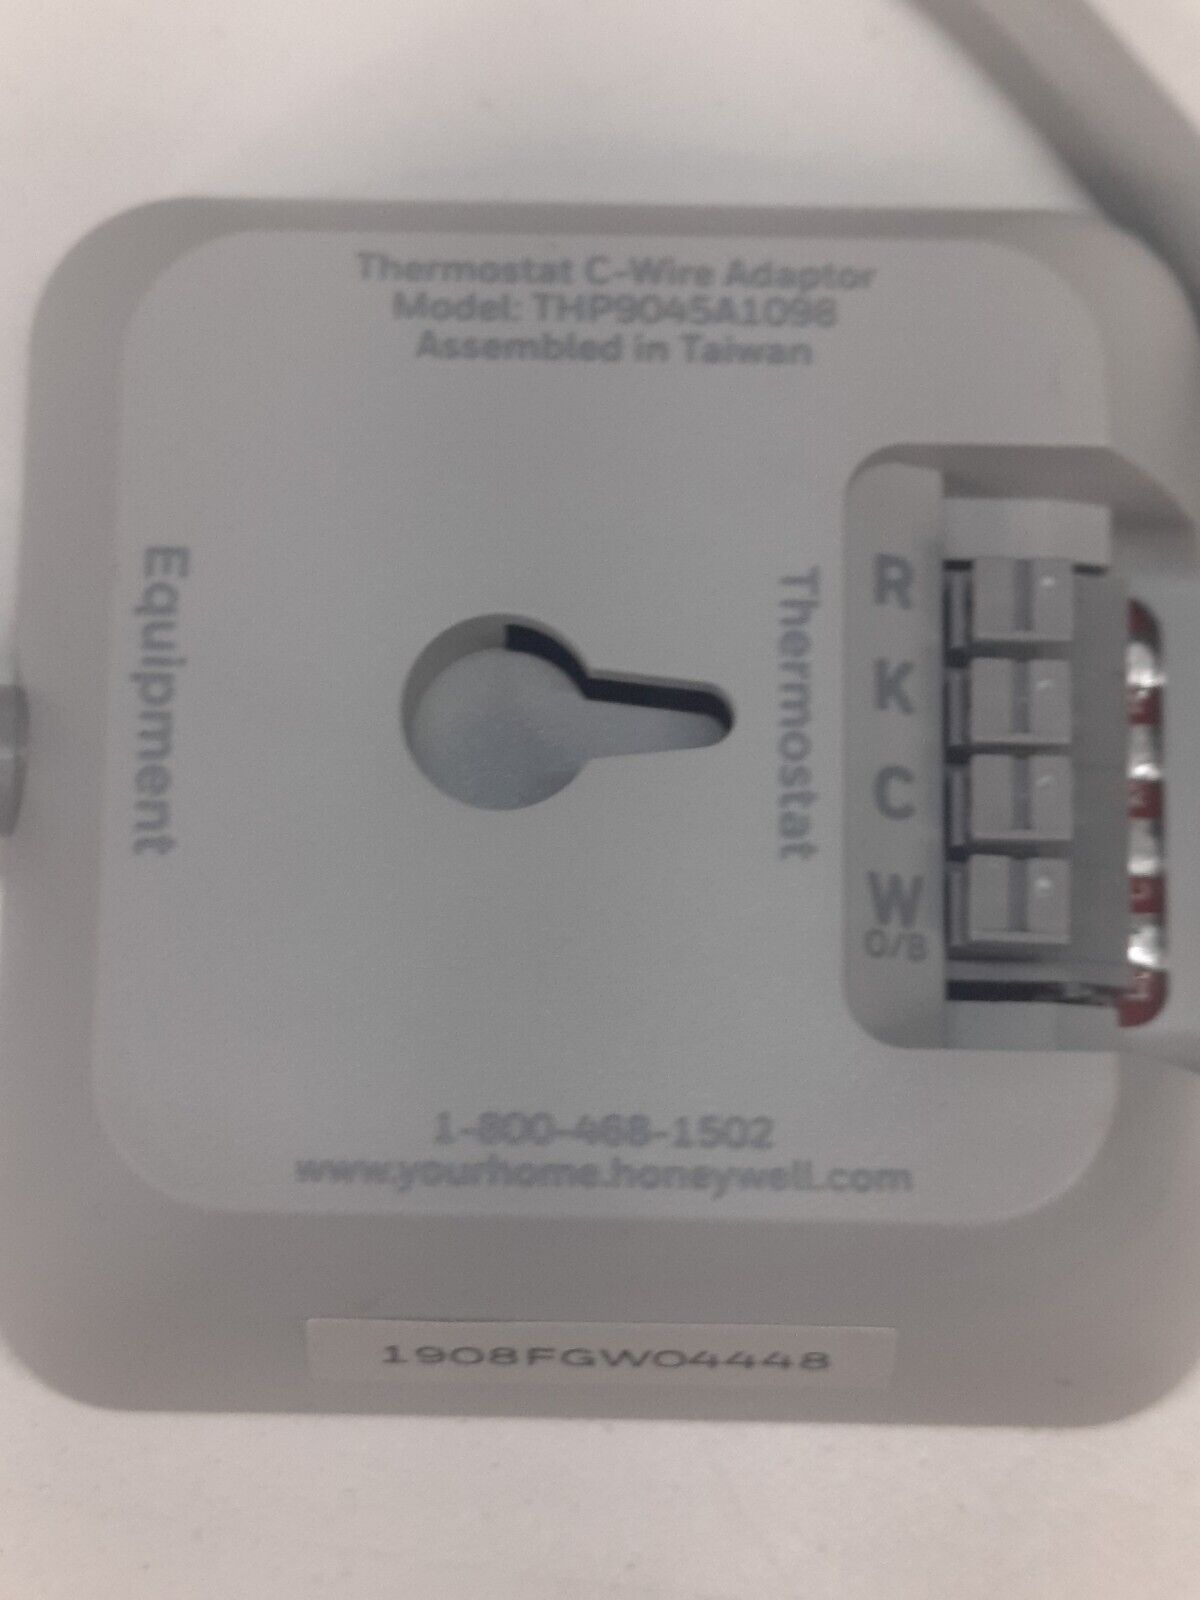 Thermostat C-Wire Adaptor
Model: THP9045A1098
Assembled in Taiwan
Equipment
Thermostat
R
K
C
W
O/B
1-800-468-1502
www.yourhome.honeywell.com
1908FGW04448